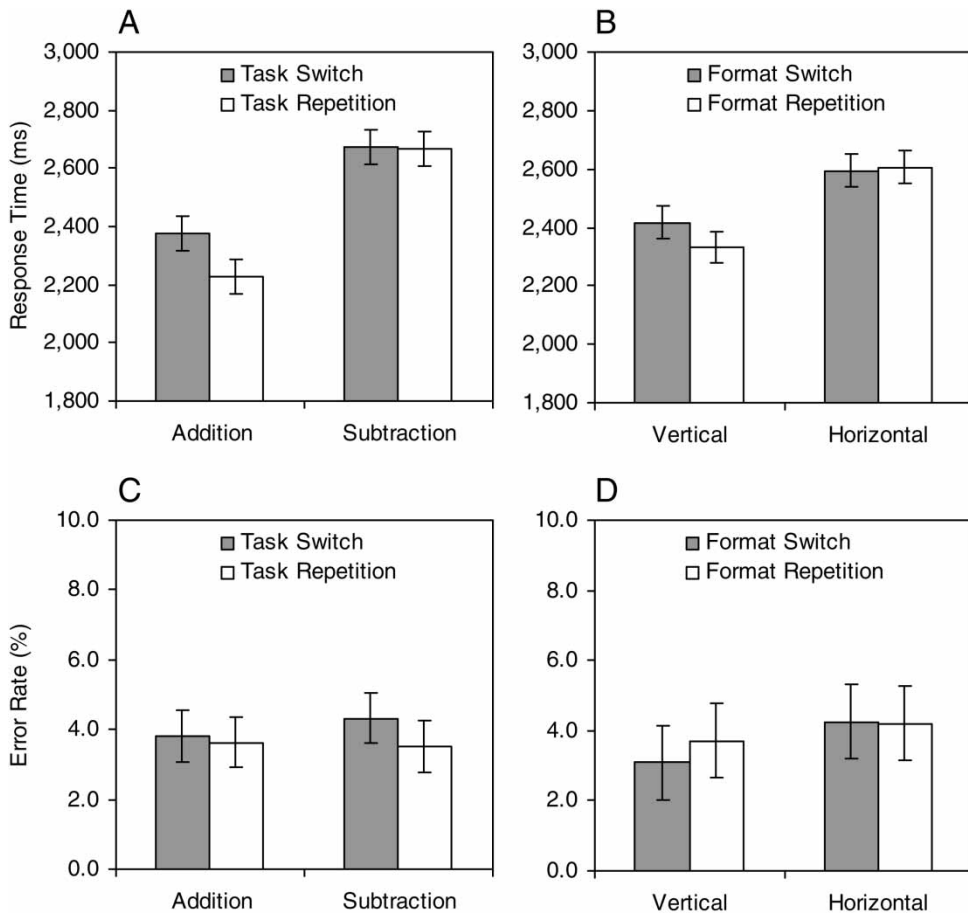 A
3,000
2,800
2,600
2,400
2,200
2,000
1,800
Response Time (ms)
Task Switch
Task Repetition
Addition
Subtraction
B
3,000
2,800
2,600
2,400
2,200
2,000
1,800
Format Switch
Format Repetition
Vertical
Horizontal
C
10.0
8.0
6.0
4.0
2.0
0.0
Error Rate (%)
Task Switch
Task Repetition
Addition
Subtraction
D
10.0
8.0
6.0
4.0
2.0
0.0
Format Switch
Format Repetition
Vertical
Horizontal